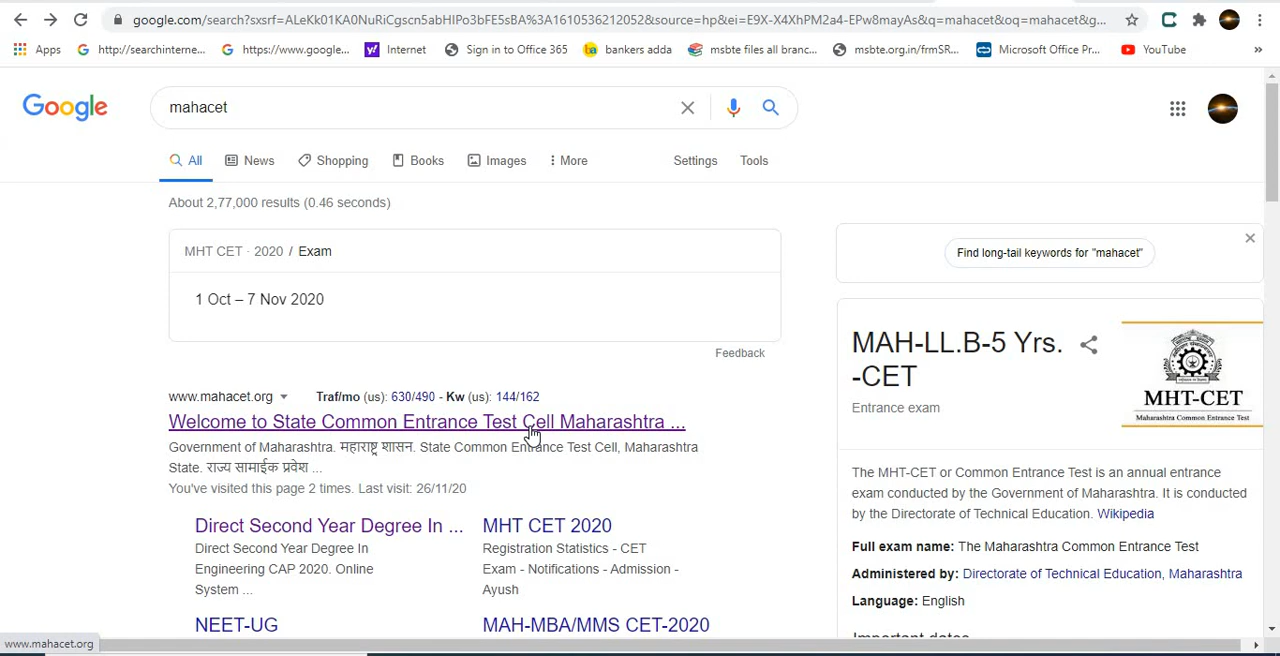 google.com/search?sxsrf=ALeKk01KA0NuRiCgscn5abHIPo3bFE5sBA%3A1610536212052&source=hp&ei=E9X-X4XhPM2a4-EPw8mayAs&q=mahacet&oq=mahacet&g...
Apps http://searchinterne... https://www.google... Internet Sign in to Office 365 bankers adda msbte files all branc... msbte.org.in/frmSR... Microsoft Office Pr... YouTube »
Google mahacet
All News Shopping Books Images More Settings Tools
About 2,77,000 results (0.46 seconds)
MHT CET · 2020 / Exam
1 Oct – 7 Nov 2020
Feedback
www.mahacet.org Traf/mo (us): 630/490 - Kw (us): 144/162
Welcome to State Common Entrance Test Cell Maharashtra ...
Government of Maharashtra. महाराष्ट्र शासन. State Common Entrance Test Cell, Maharashtra
State. राज्य सामाईक प्रवेश ...
You've visited this page 2 times. Last visit: 26/11/20
Direct Second Year Degree In ...
Direct Second Year Degree In
Engineering CAP 2020. Online
System ...
MHT CET 2020
Registration Statistics - CET
Exam - Notifications - Admission -
Ayush
NEET-UG
MAH-MBA/MMS CET-2020
Find long-tail keywords for "mahacet"
MAH-LL.B-5 Yrs.
-CET
Entrance exam
MHT-CET
Maharashtra Common Entrance Test
The MHT-CET or Common Entrance Test is an annual entrance
exam conducted by the Government of Maharashtra. It is conducted
by the Directorate of Technical Education. Wikipedia
Full exam name: The Maharashtra Common Entrance Test
Administered by: Directorate of Technical Education, Maharashtra
Language: English
Important dates
www.mahacet.org